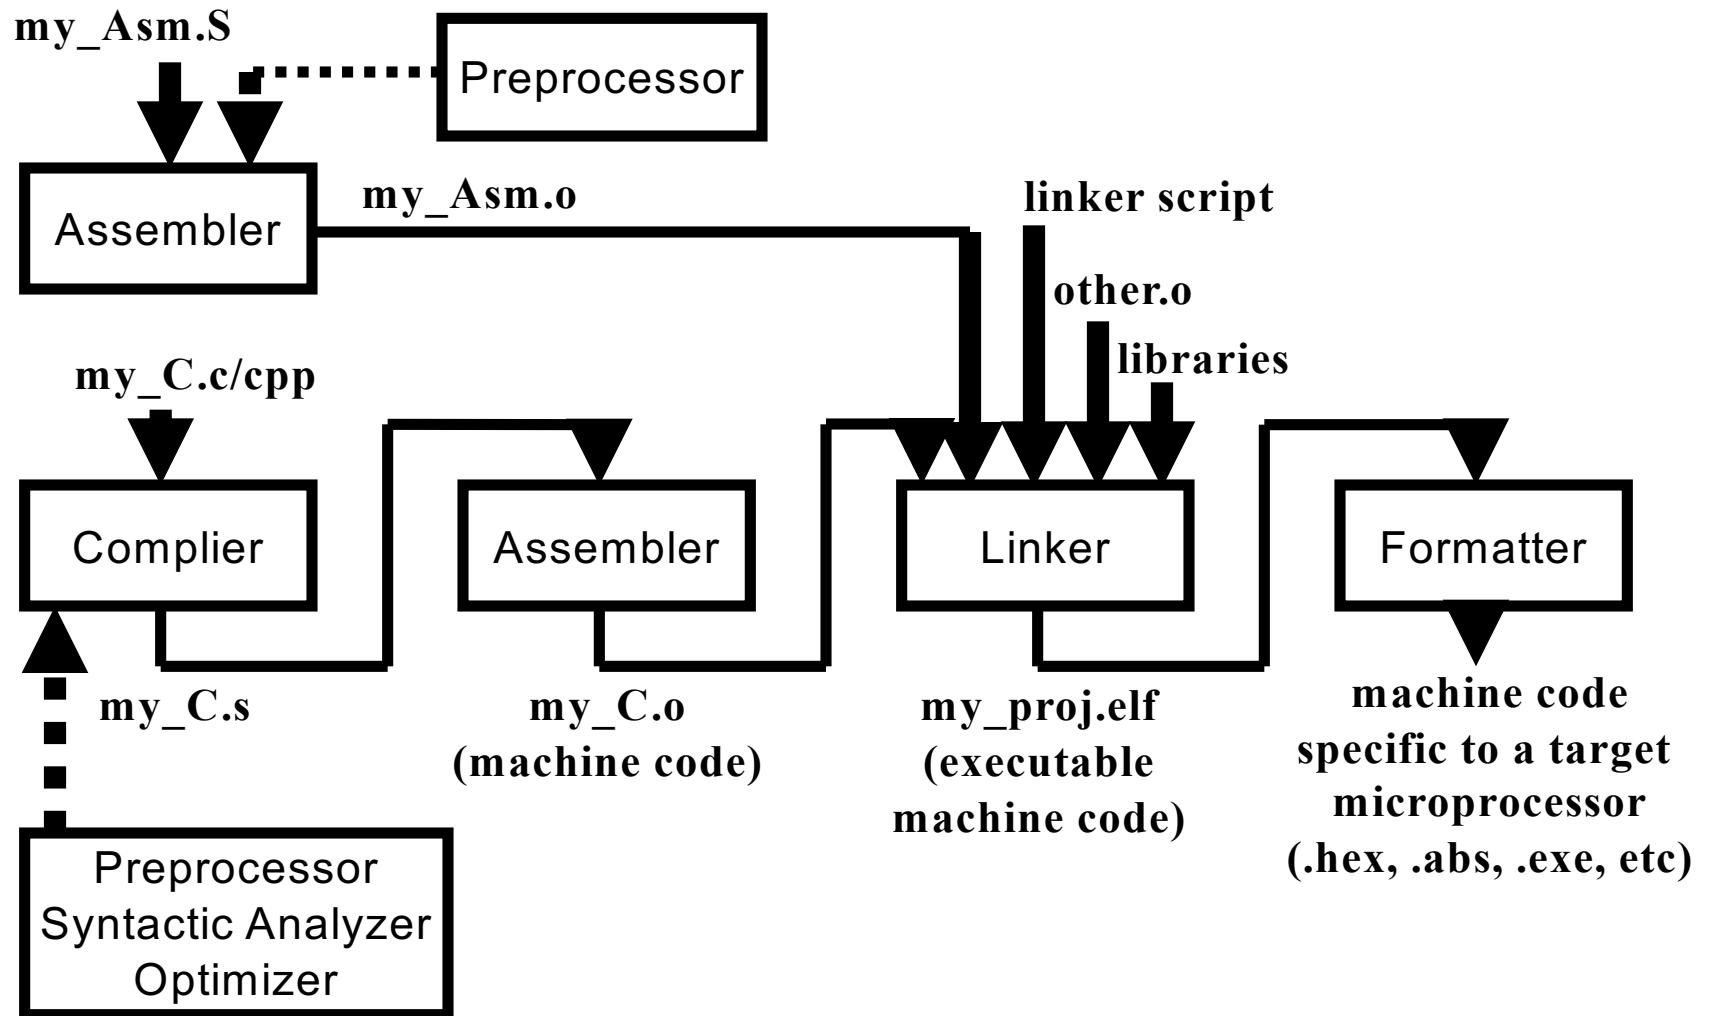 my_Asm.S
Preprocessor
Assembler
my_Asm.o
linker script
other.o
libraries
my_C.c/cpp
Complier
Assembler
Linker
Formatter
my_C.s
my_C.o
(machine code)
my_proj.elf
(executable
machine code)
machine code
specific to a target
microprocessor
(.hex, .abs, .exe, etc)
Preprocessor
Syntactic Analyzer
Optimizer